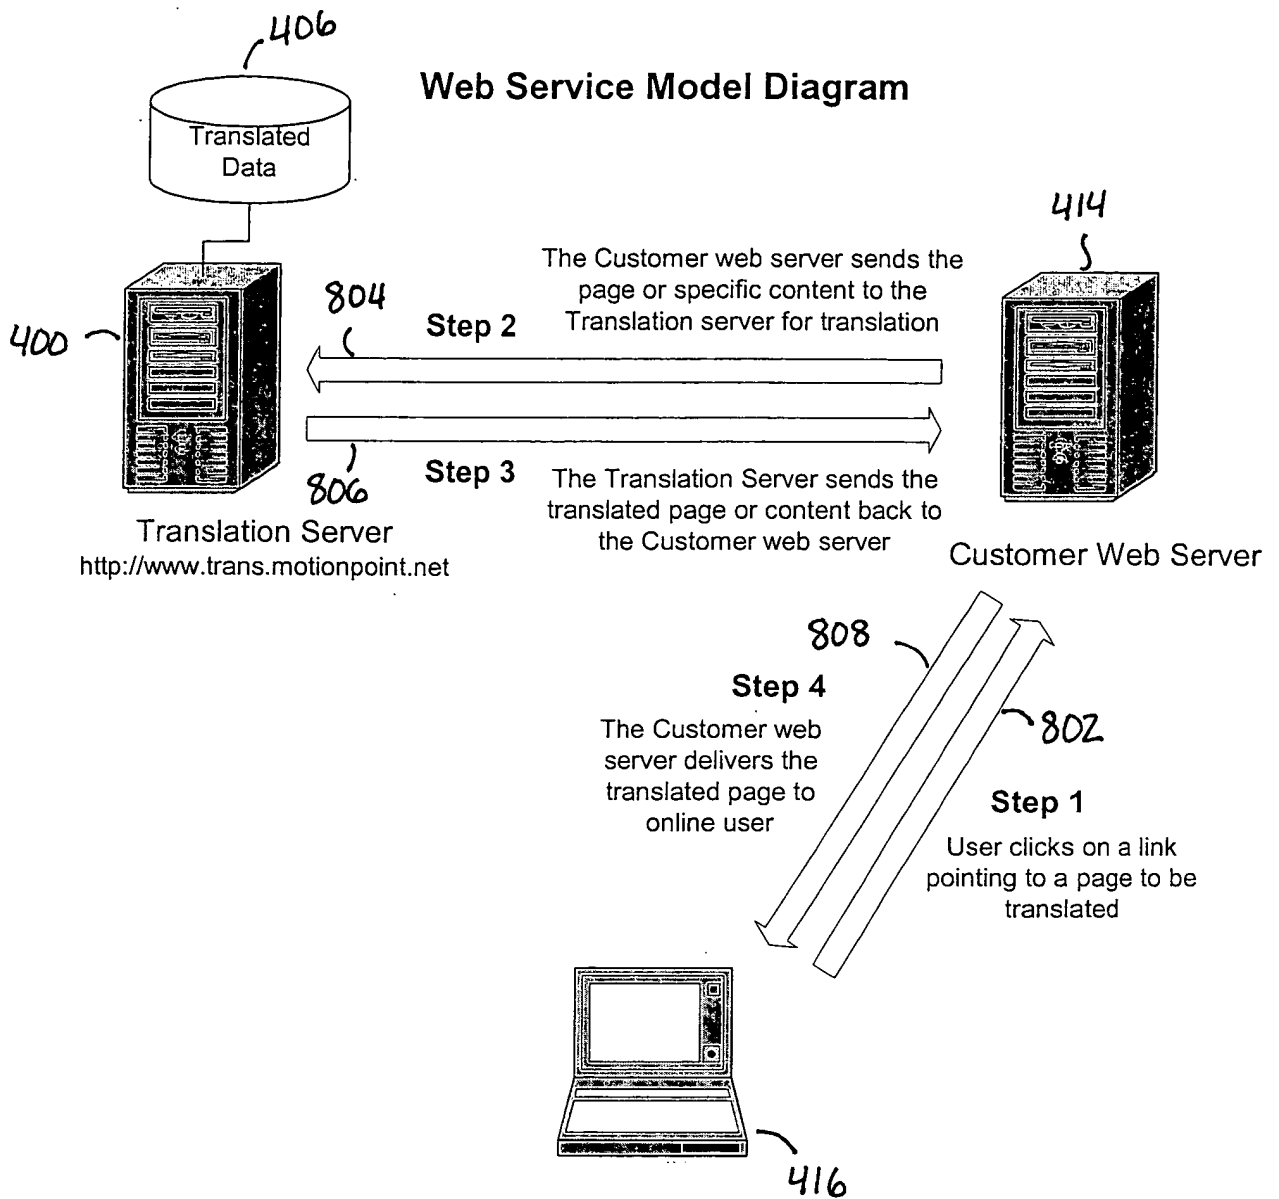 406
Web Service Model Diagram
Translated
Data
414
The Customer web server sends the
page or specific content to the
Translation server for translation
804
Step 2
400
806
Step 3
The Translation Server sends the
translated page or content back to
the Customer web server
Translation Server
http://www.trans.motionpoint.net
Customer Web Server
808
Step 4
The Customer web
server delivers the
translated page to
online user
802
Step 1
User clicks on a link
pointing to a page to be
translated
416